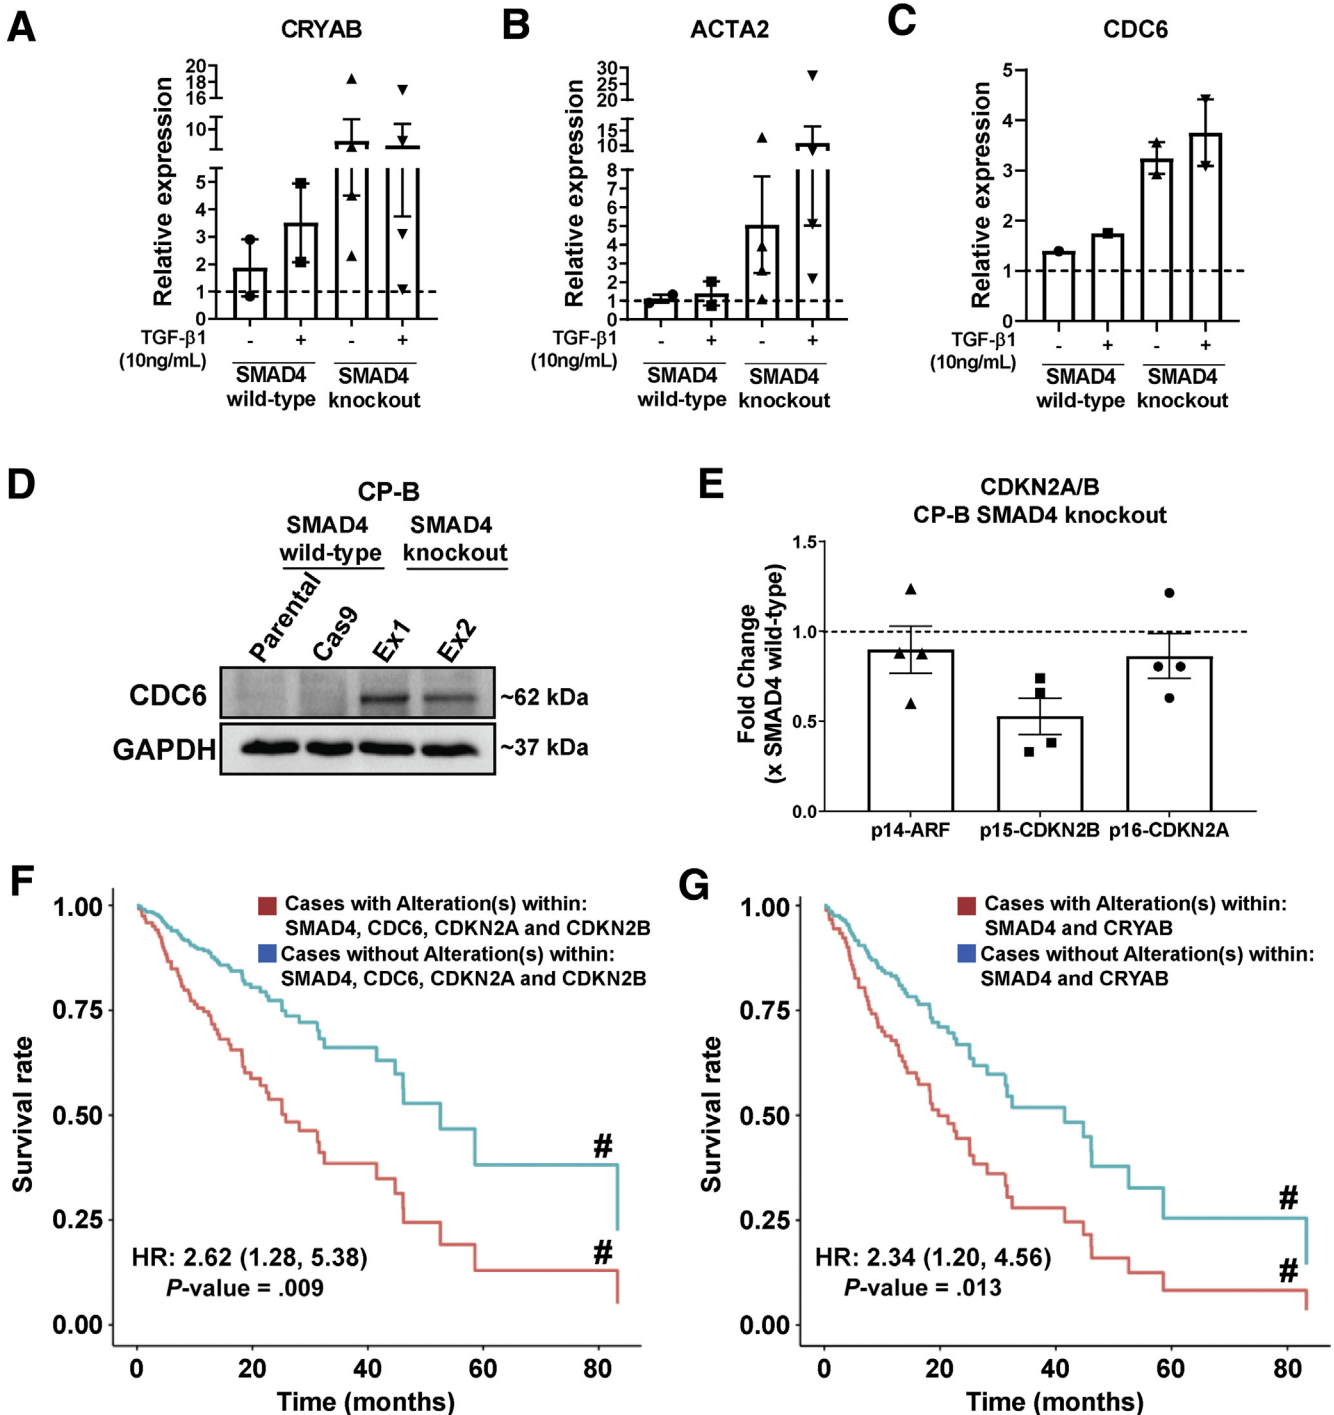 A
CRYAB
Relative expression
20
18
16
10
5
4
3
2
1
0
TGF-β1
(10ng/mL)
- + - +
SMAD4 SMAD4
wild-type knockout
B
ACTA2
Relative expression
30
25
20
15
10
8
7
6
5
4
3
2
1
0
TGF-β1
(10ng/mL)
- + - +
SMAD4 SMAD4
wild-type knockout
C
CDC6
Relative expression
5
4
3
2
1
0
TGF-β1
(10ng/mL)
- + - +
SMAD4 SMAD4
wild-type knockout
D
CP-B
SMAD4 SMAD4
wild-type knockout
Parental
Cas9
Ex1
Ex2
CDC6 ~62 kDa
GAPDH ~37 kDa
E
CDKN2A/B
CP-B SMAD4 knockout
Fold Change
(x SMAD4 wild-type)
1.5
1.0
0.5
0.0
p14-ARF p15-CDKN2B p16-CDKN2A
F
Survival rate
1.00
0.75
0.50
0.25
0.00
Cases with Alteration(s) within:
SMAD4, CDC6, CDKN2A and CDKN2B
Cases without Alteration(s) within:
SMAD4, CDC6, CDKN2A and CDKN2B
#
#
HR: 2.62 (1.28, 5.38)
P-value = .009
0 20 40 60 80
Time (months)
G
Survival rate
1.00
0.75
0.50
0.25
0.00
Cases with Alteration(s) within:
SMAD4 and CRYAB
Cases without Alteration(s) within:
SMAD4 and CRYAB
#
#
HR: 2.34 (1.20, 4.56)
P-value = .013
0 20 40 60 80
Time (months)